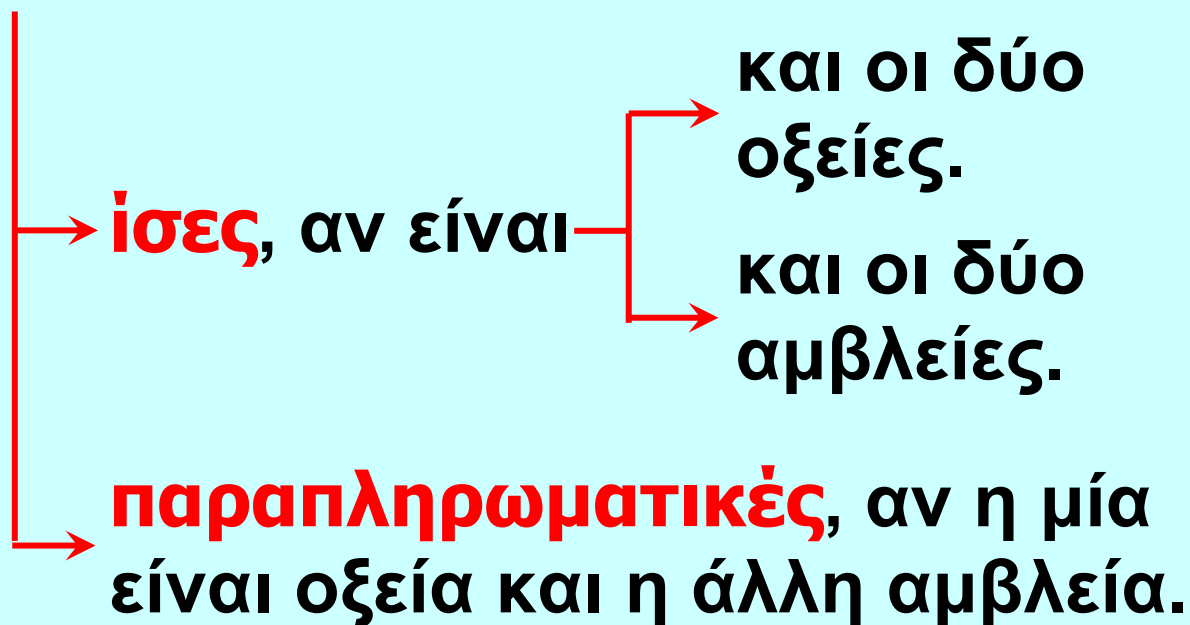 και οι δύο
οξείες.
ίσες, αν είναι
και οι δύο
αμβλείες.
παραπληρωματικές, αν η μία
είναι οξεία και η άλλη αμβλεία.